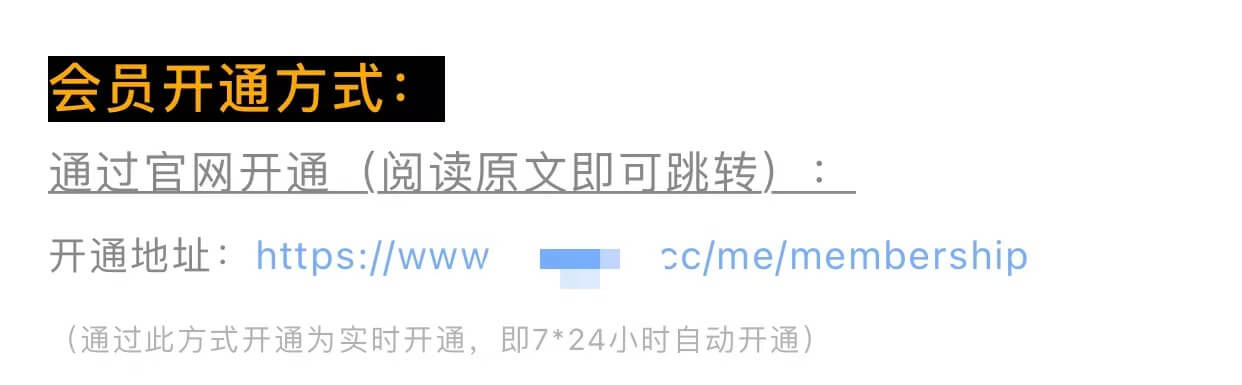 会员开通方式：
通过官网开通（阅读原文即可跳转）：
开通地址：https://www cc/me/membership
（通过此方式开通为实时开通，即7*24小时自动开通）